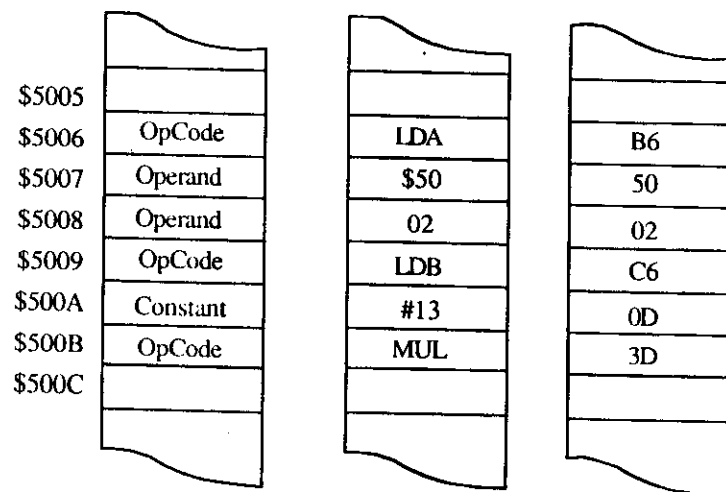 $5005
$5006 OpCode LDA B6
$5007 Operand $50 50
$5008 Operand 02 02
$5009 OpCode LDB C6
$500A Constant #13 0D
$500B OpCode MUL 3D
$500C